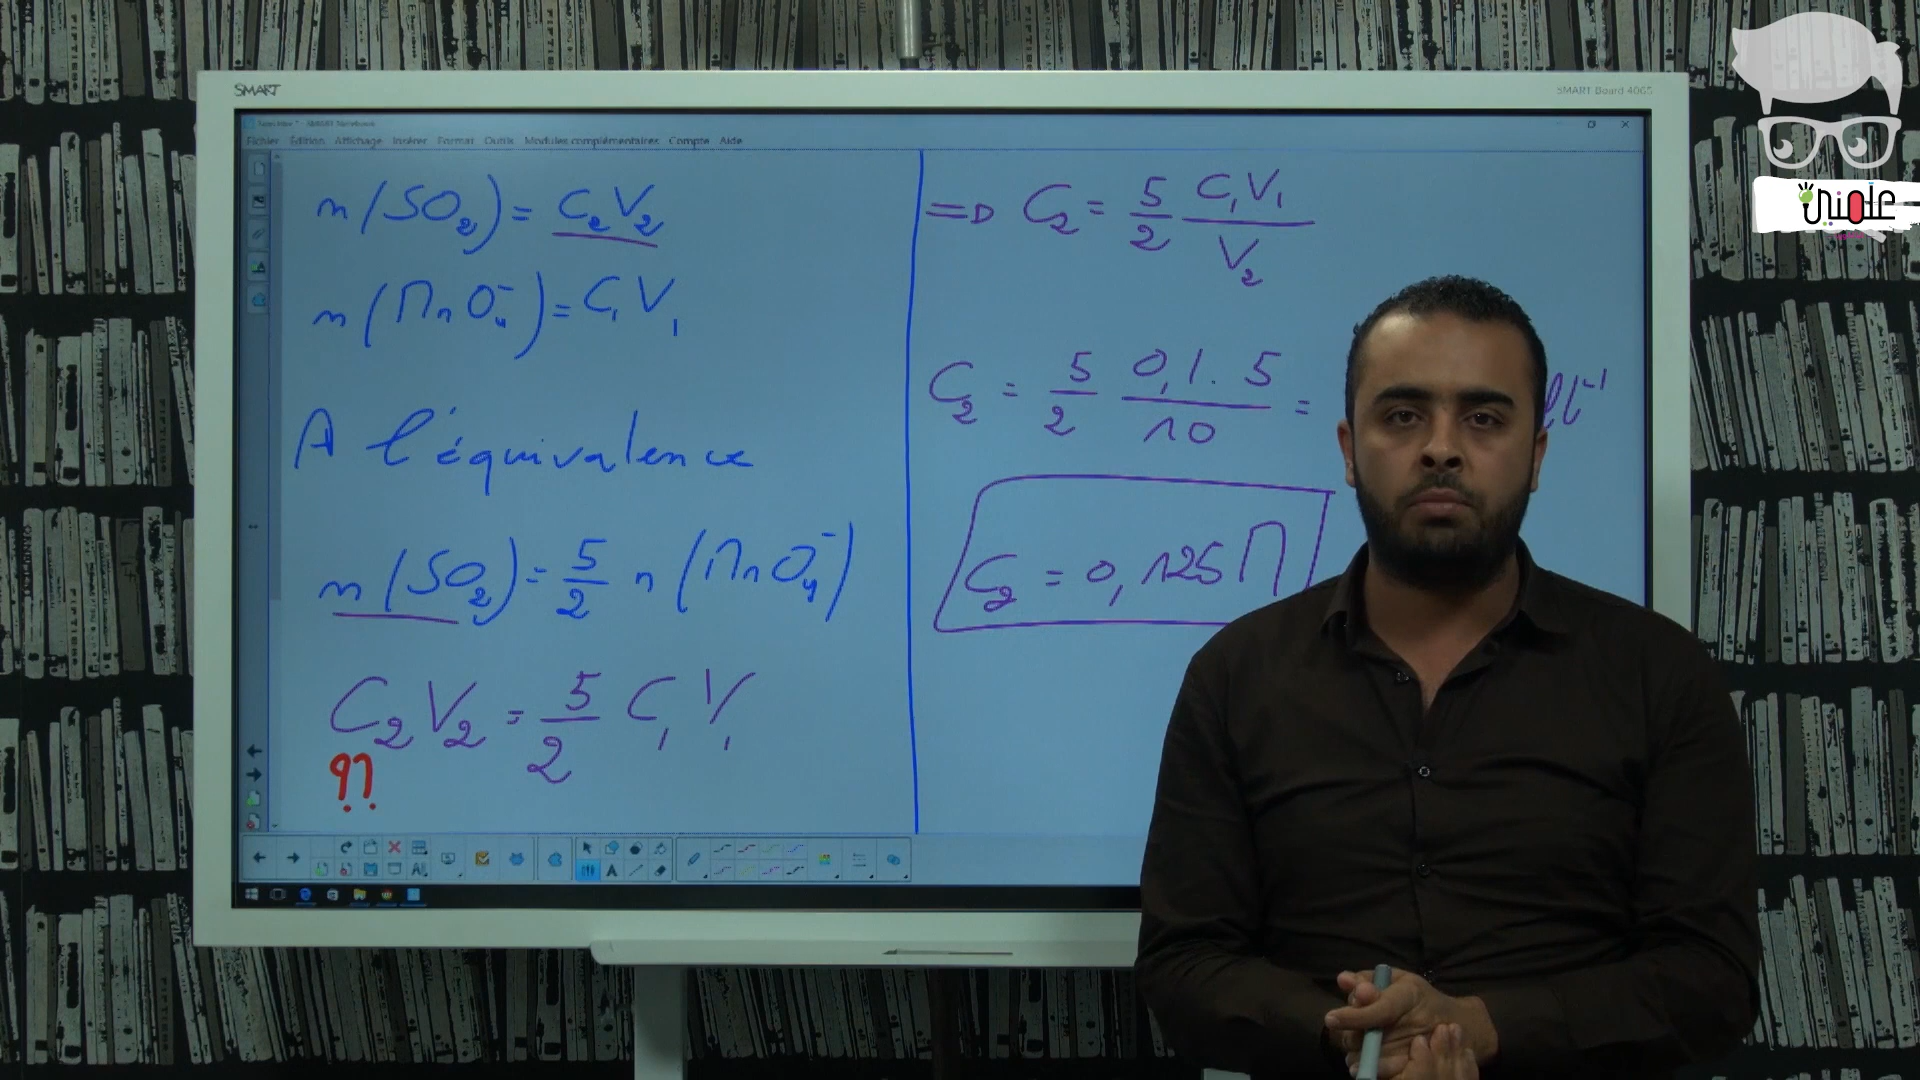 SMART
SMART Board 4065
Fichier Édition Affichage Insérer Format Outils Modules complémentaires Compte Aide
n(SO₂) = C₂V₂
n(MnO₄⁻) = C₁V₁
A l'équivalence
n(SO₂) = 5/2 n(MnO₄⁻)
C₂V₂ = 5/2 C₁V₁
??
=> C₂ = 5/2 C₁V₁/V₂
C₂ = 5/2 0,1 . 5/10 =
C₂ = 0,125 M
علمني